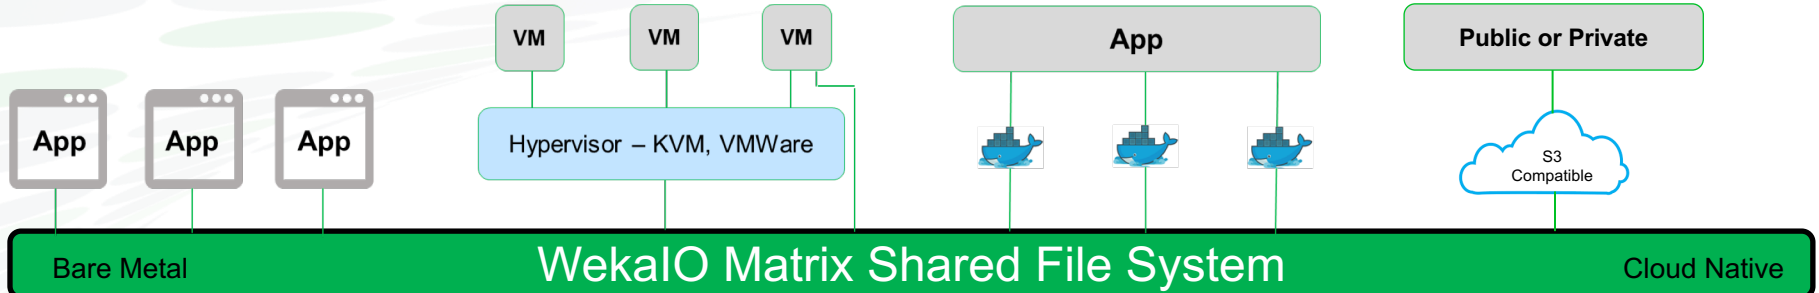 VM
VM
VM
App
Public or Private
App
App
App
Hypervisor – KVM, VMWare
S3
Compatible
Bare Metal
WekaIO Matrix Shared File System
Cloud Native